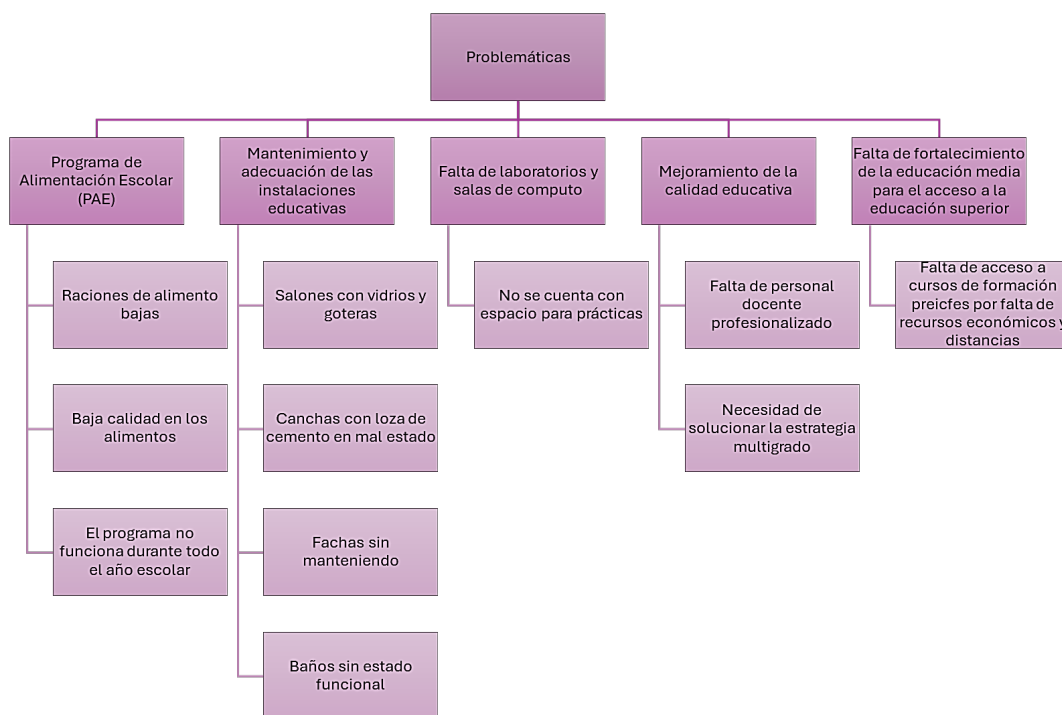 Problemáticas
Programa de
Alimentación Escolar
(PAE)
Raciones de alimento
bajas
Baja calidad en los
alimentos
El programa no
funciona durante todo
el año escolar
Mantenimiento y
adecuación de las
instalaciones
educativas
Salones con vidrios y
goteras
Canchas con loza de
cemento en mal estado
Fachas sin
manteniendo
Baños sin estado
funcional
Falta de laboratorios y
salas de computo
No se cuenta con
espacio para prácticas
Mejoramiento de la
calidad educativa
Falta de personal
docente
profesionalizado
Necesidad de
solucionar la estrategia
multigrado
Falta de fortalecimiento
de la educación media
para el acceso a la
educación superior
Falta de acceso a
cursos de formación
preicfes por falta de
recursos económicos y
distancias